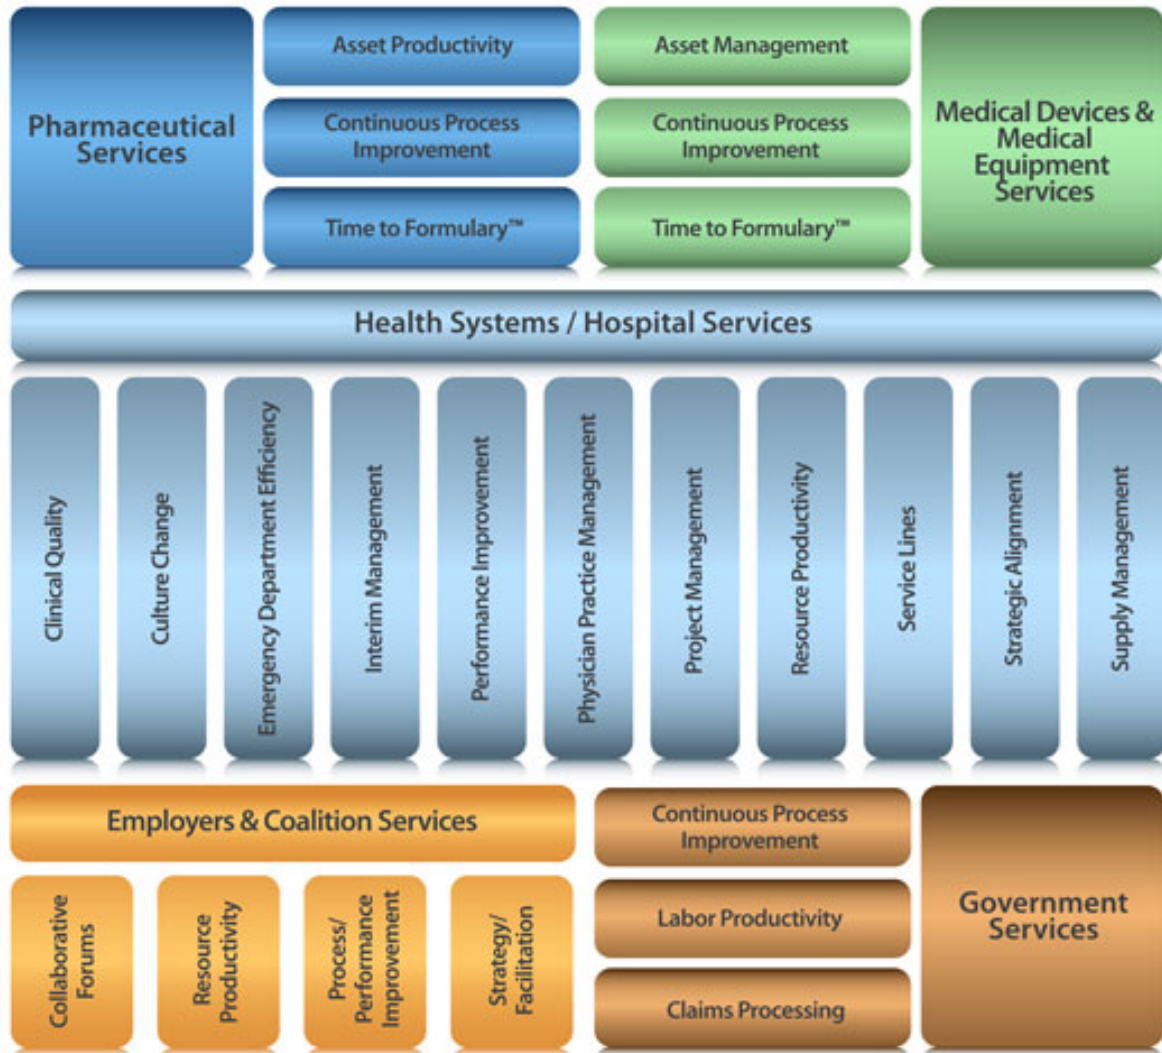 Pharmaceutical
Services
Asset Productivity
Continuous Process
Improvement
Time to Formulary™
Asset Management
Continuous Process
Improvement
Time to Formulary™
Medical Devices &
Medical
Equipment
Services
Health Systems / Hospital Services
Clinical Quality
Culture Change
Emergency Department Efficiency
Interim Management
Performance Improvement
Physician Practice Management
Project Management
Resource Productivity
Service Lines
Strategic Alignment
Supply Management
Employers & Coalition Services
Collaborative
Forums
Resource
Productivity
Process/
Performance
Improvement
Strategy/
Facilitation
Continuous Process
Improvement
Labor Productivity
Claims Processing
Government
Services